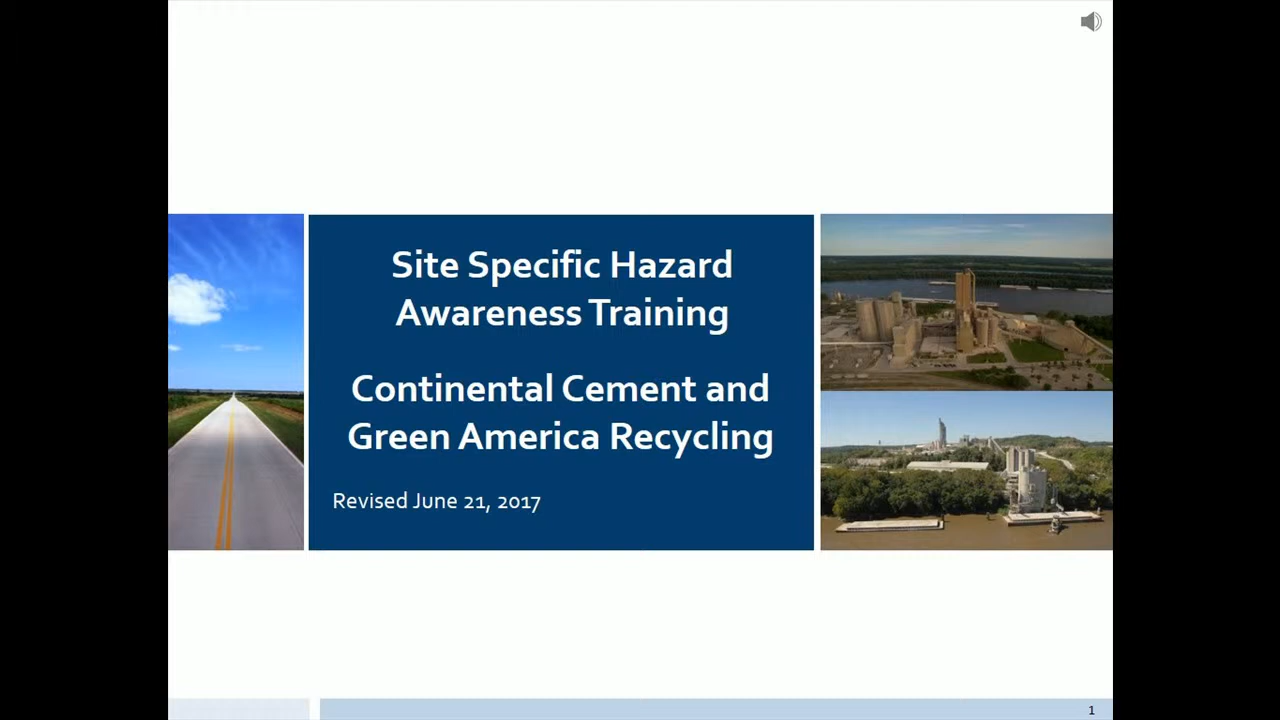 Site Specific Hazard
Awareness Training
Continental Cement and
Green America Recycling
Revised June 21, 2017
1